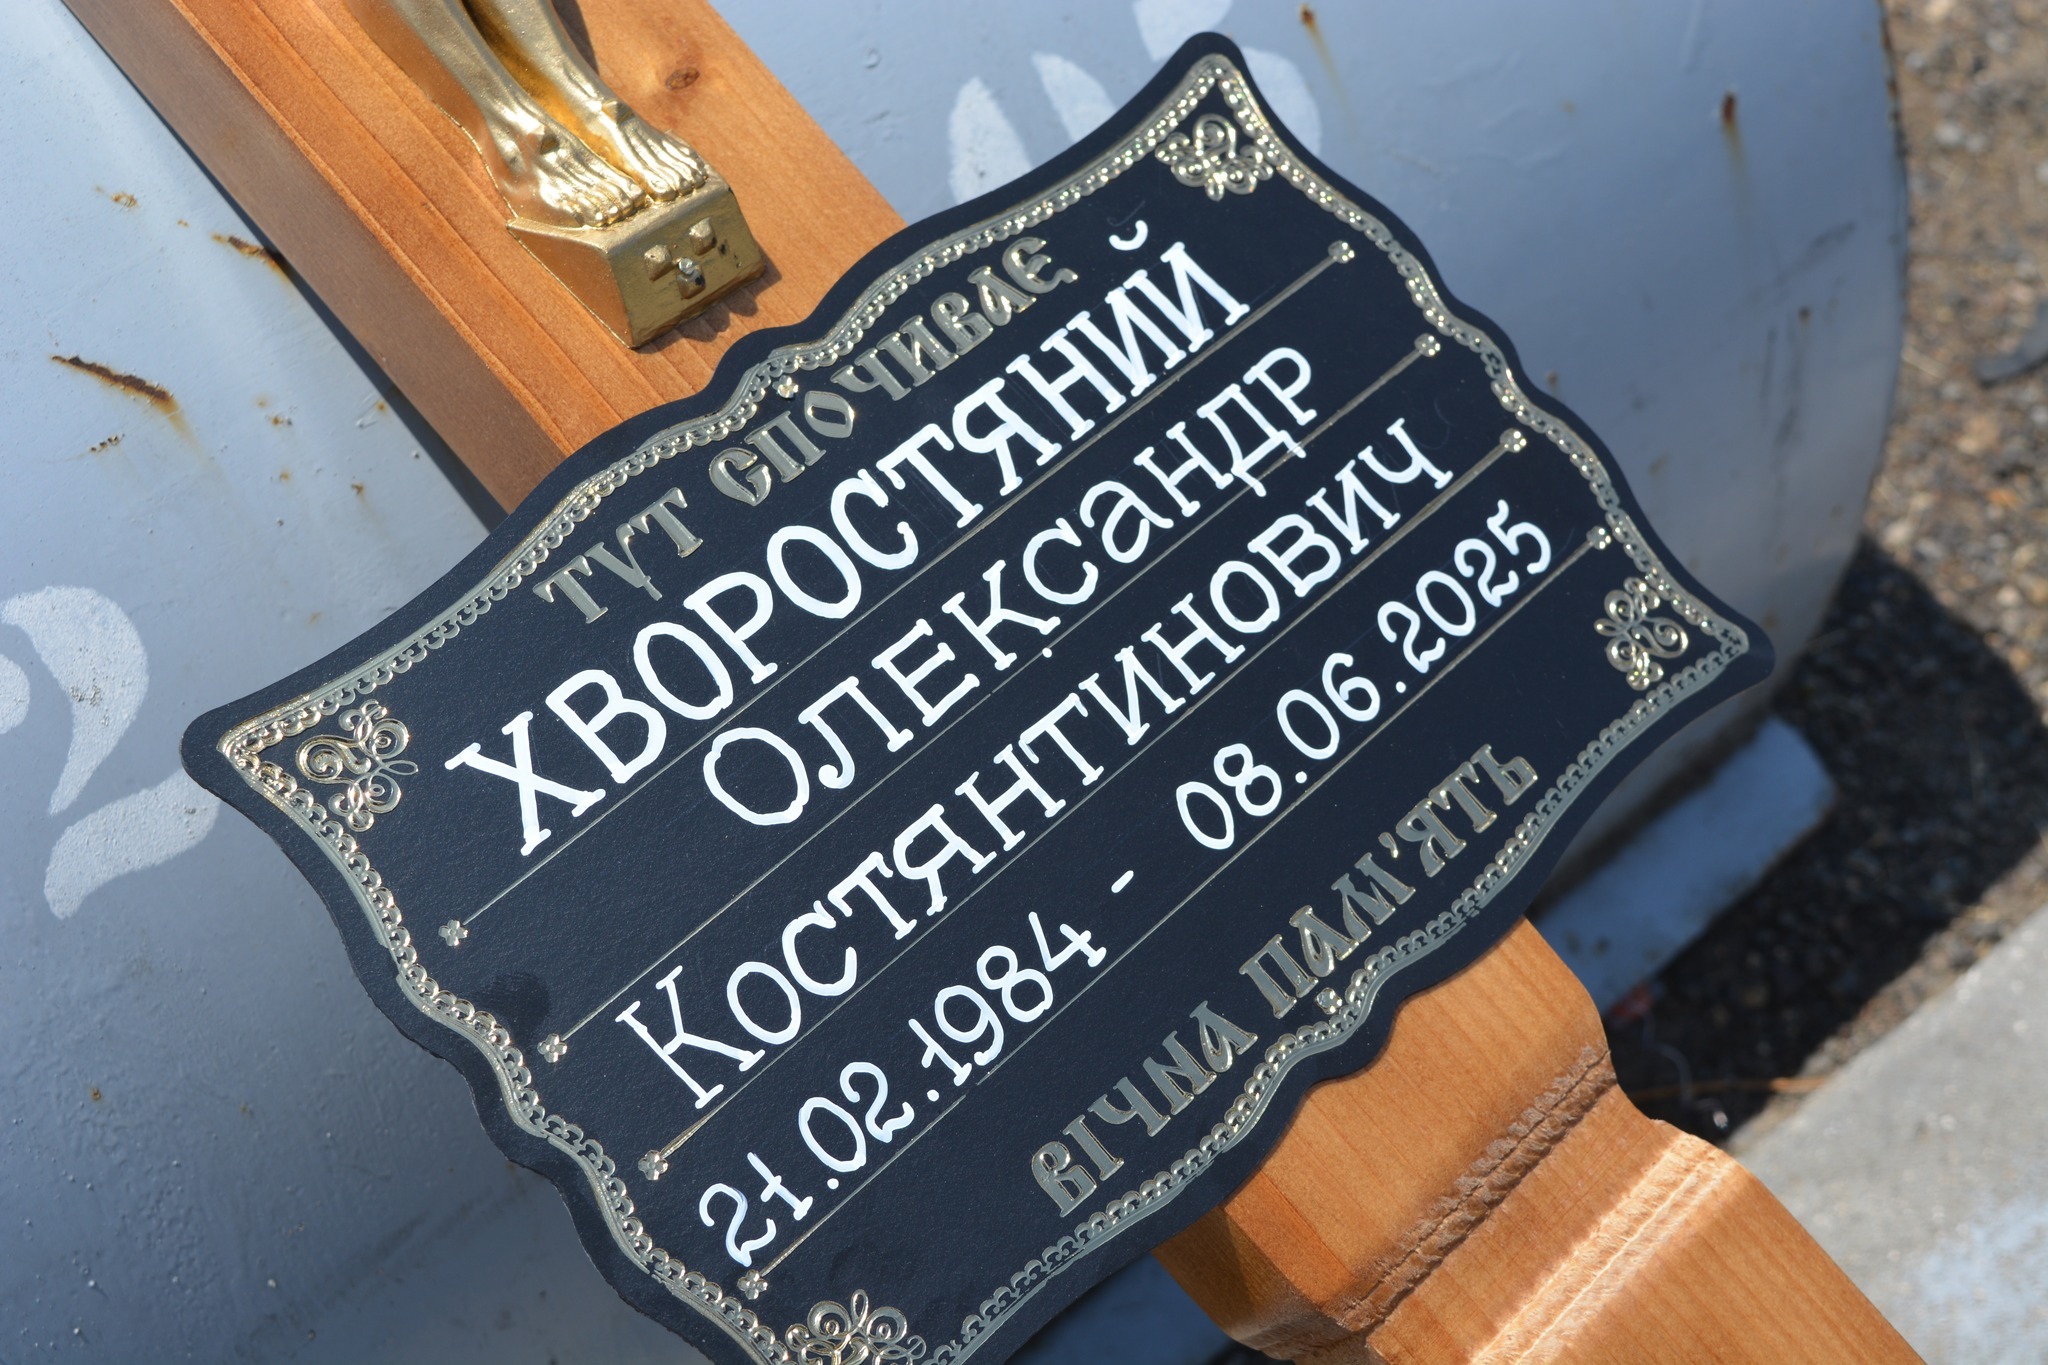 ТУТ СПОЧИВАЄ
ХВОРОСТЯНИЙ
ОЛЕКСАНДР
КОСТЯНТИНОВИЧ
21.02.1984 - 08.06.2025
ВІЧНА ПАМ'ЯТЬ